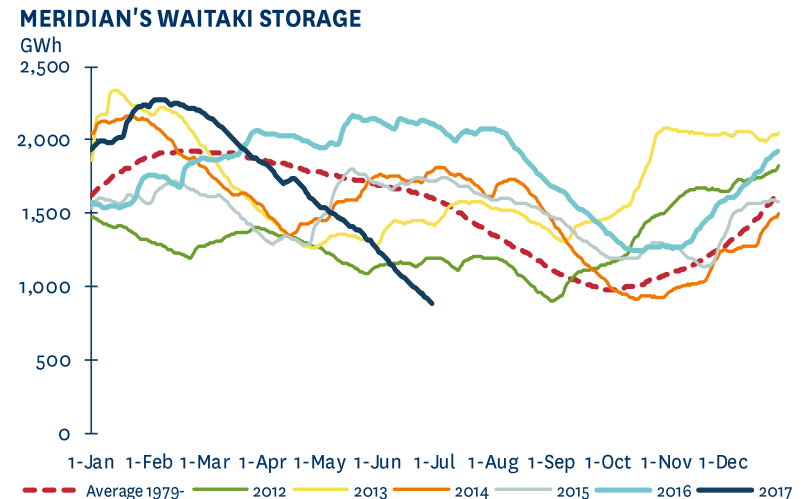 MERIDIAN'S WAITAKI STORAGE
GWh
2,500
2,000
1,500
1,000
500
0
1-Jan 1-Feb 1-Mar 1-Apr 1-May 1-Jun 1-Jul 1-Aug 1-Sep 1-Oct 1-Nov 1-Dec
Average 1979- 2012 2013 2014 2015 2016 2017